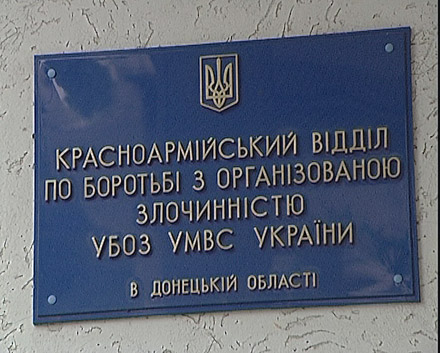 КРАСНОАРМІЙСЬКИЙ ВІДДІЛ
ПО БОРОТЬБІ З ОРГАНІЗОВАНОЮ
ЗЛОЧИННІСТЮ
УБОЗ УМВС УКРАЇНИ
В ДОНЕЦЬКІЙ ОБЛАСТІ